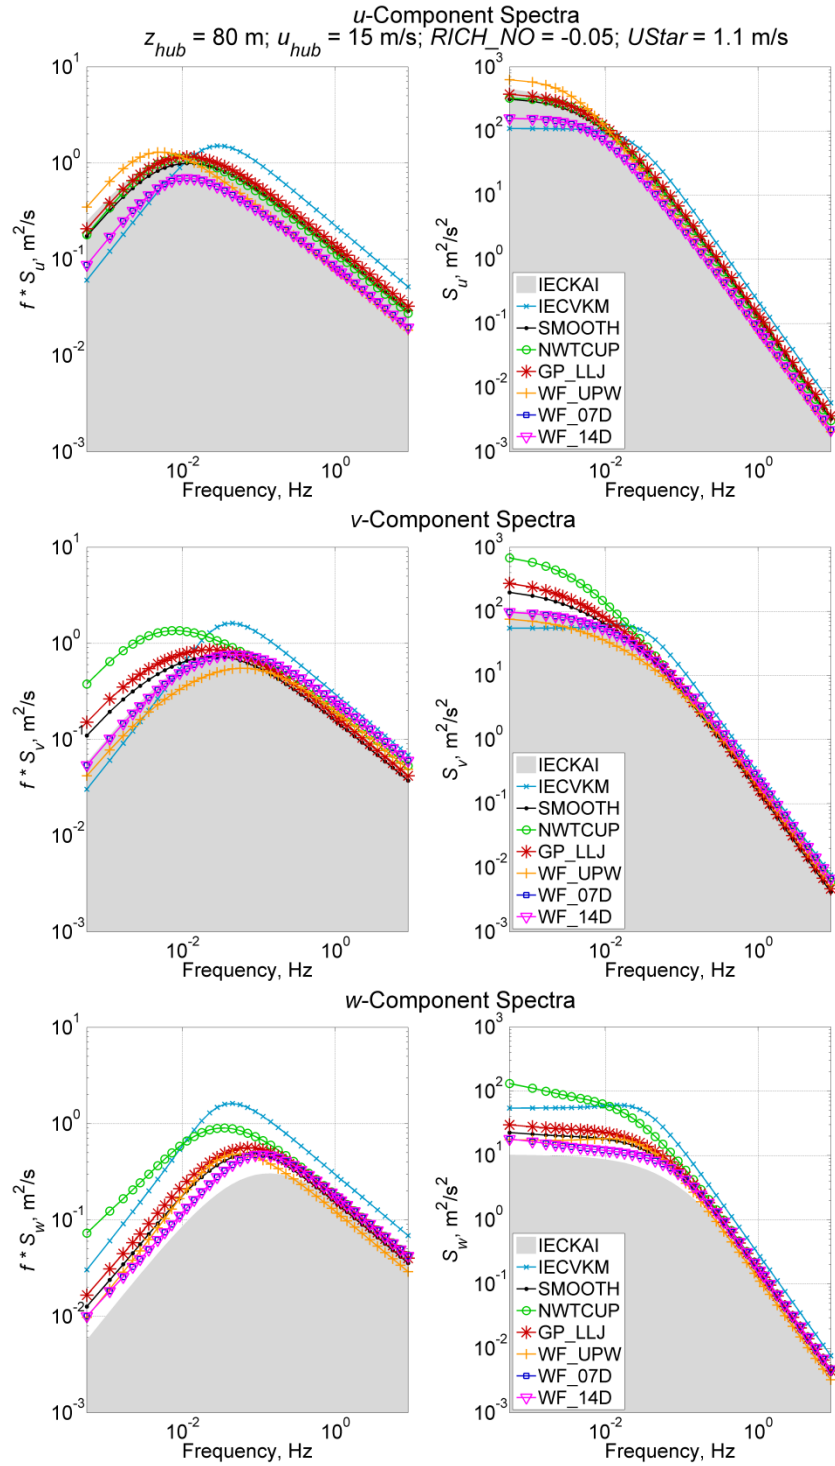 u-Component Spectra
z_hub = 80 m; u_hub = 15 m/s; RICH_NO = -0.05; UStar = 1.1 m/s
10^1
10^0
10^-1
10^-2
10^-3
f * S_u, m^2/s
10^-2
10^0
Frequency, Hz
10^3
10^2
10^1
10^0
10^-1
10^-2
10^-3
S_u, m^2/s^2
IECKAI
IECVKM
SMOOTH
NWTCUP
GP_LLJ
WF_UPW
WF_07D
WF_14D
10^-2
10^0
Frequency, Hz
v-Component Spectra
10^1
10^0
10^-1
10^-2
10^-3
f * S_v, m^2/s
10^-2
10^0
Frequency, Hz
10^3
10^2
10^1
10^0
10^-1
10^-2
10^-3
S_v, m^2/s^2
IECKAI
IECVKM
SMOOTH
NWTCUP
GP_LLJ
WF_UPW
WF_07D
WF_14D
10^-2
10^0
Frequency, Hz
w-Component Spectra
10^1
10^0
10^-1
10^-2
10^-3
f * S_w, m^2/s
10^-2
10^0
Frequency, Hz
10^3
10^2
10^1
10^0
10^-1
10^-2
10^-3
S_w, m^2/s^2
IECKAI
IECVKM
SMOOTH
NWTCUP
GP_LLJ
WF_UPW
WF_07D
WF_14D
10^-2
10^0
Frequency, Hz